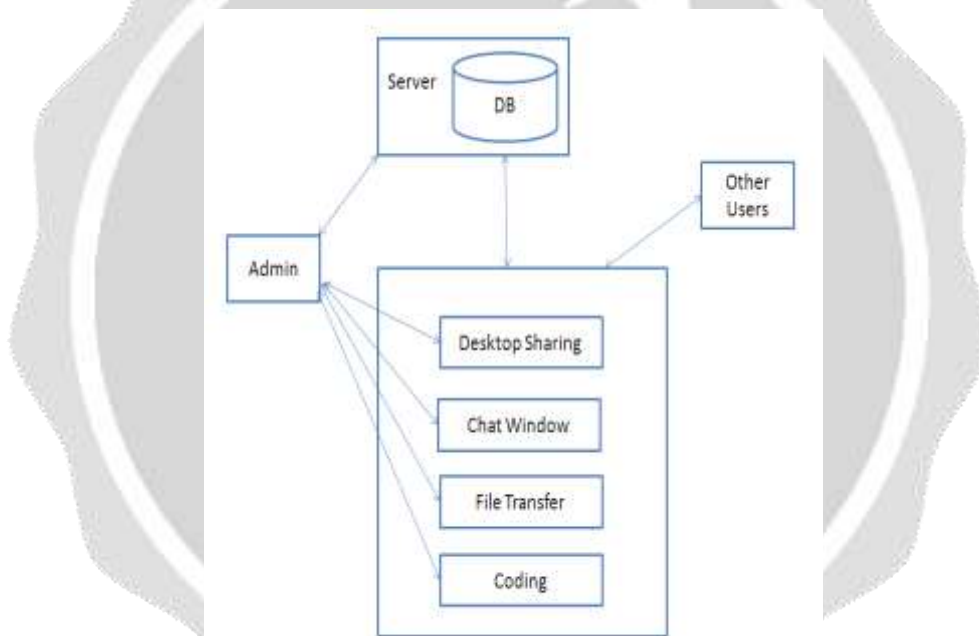 Server
DB
Other
Users
Admin
Desktop Sharing
Chat Window
File Transfer
Coding